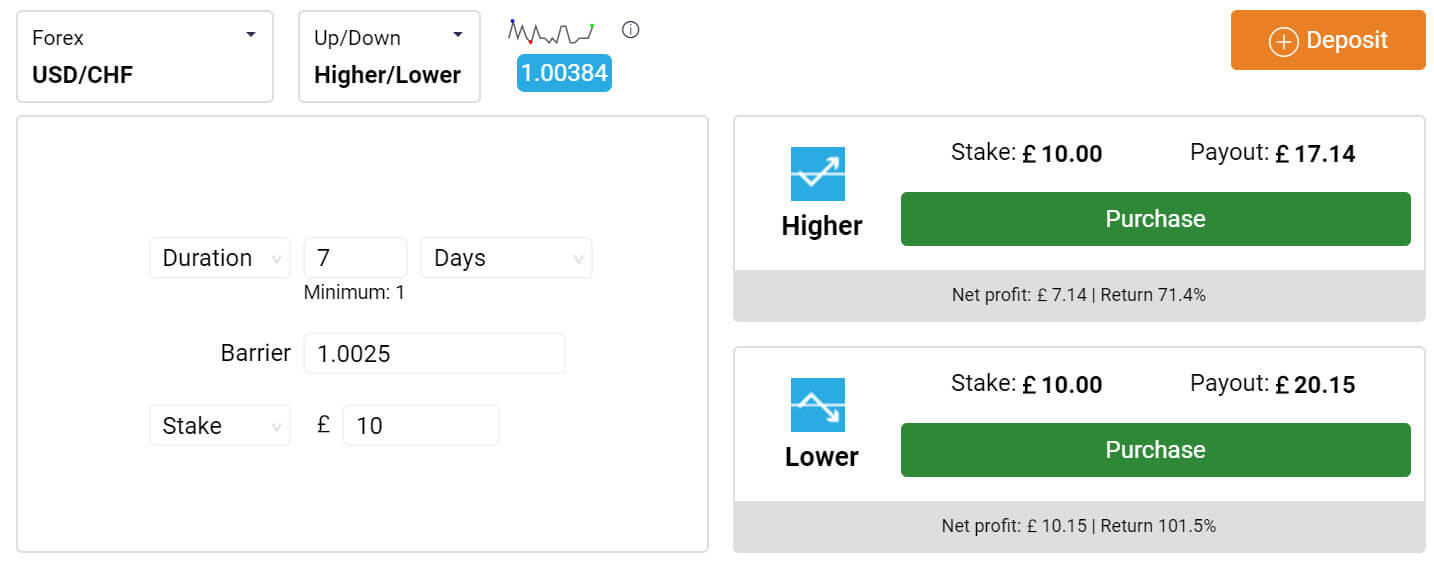 Forex
USD/CHF
Up/Down
Higher/Lower
1.00384
Deposit
Duration 7 Days
Minimum: 1
Barrier 1.0025
Stake £ 10
Stake: £ 10.00 Payout: £ 17.14
Higher
Purchase
Net profit: £ 7.14 | Return 71.4%
Stake: £ 10.00 Payout: £ 20.15
Lower
Purchase
Net profit: £ 10.15 | Return 101.5%